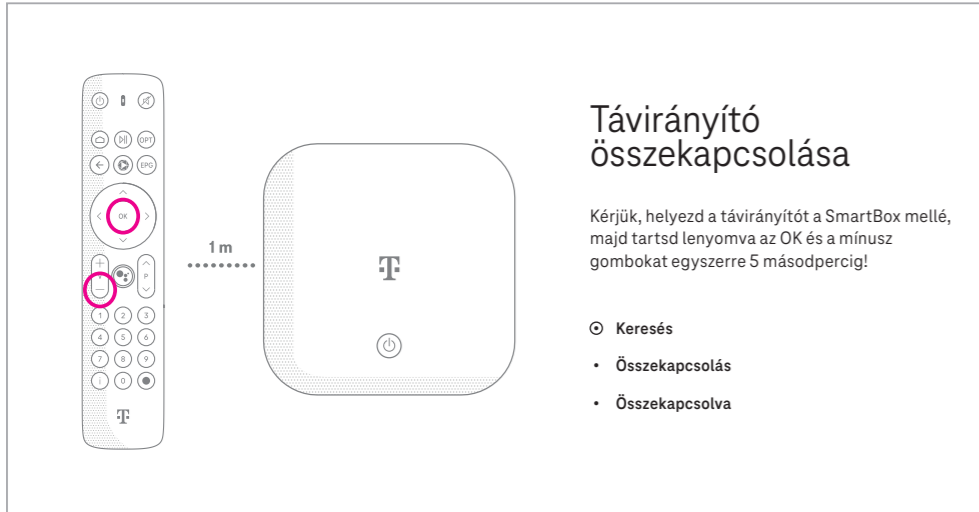 OPT
EPG
OK
+
P
−
1 2 3
4 5 6
7 8 9
i 0
T
1 m
T
Távirányító
összekapcsolása
Kérjük, helyezd a távirányítót a SmartBox mellé,
majd tartsd lenyomva az OK és a mínusz
gombokat egyszerre 5 másodpercig!
Keresés
• Összekapcsolás
• Összekapcsolva